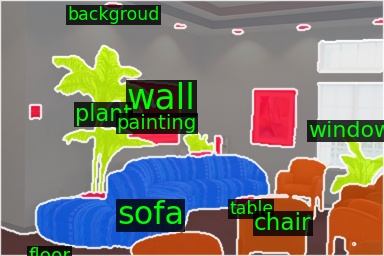 backgroud
wall
plant
painting
window
sofa
table
chair
floor